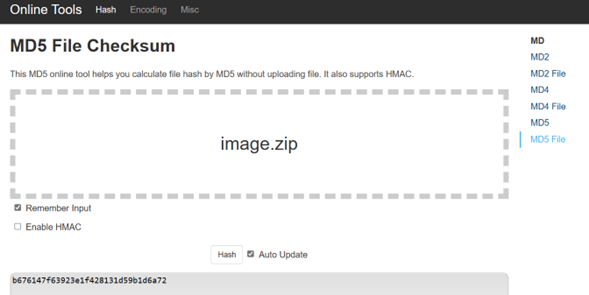 Online Tools Hash Encoding Misc
MD5 File Checksum
This MD5 online tool helps you calculate file hash by MD5 without uploading file. It also supports HMAC.
image.zip
Remember Input
Enable HMAC
Hash Auto Update
b676147f63923e1f428131d59b1d6a72
MD
MD2
MD2 File
MD4
MD4 File
MD5
MD5 File